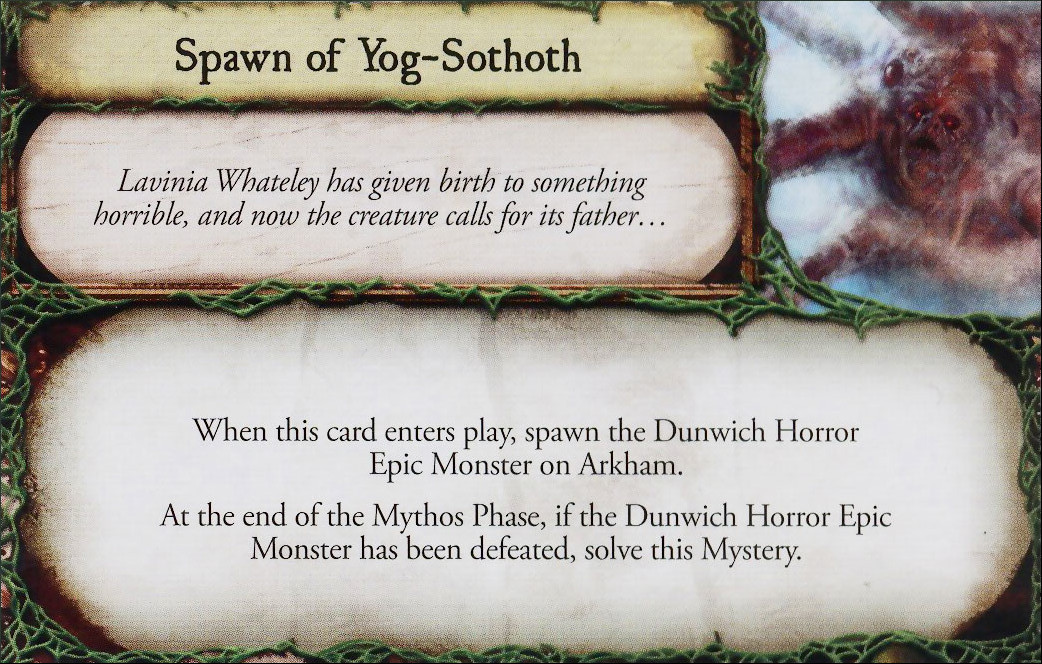 Spawn of Yog-Sothoth
Lavinia Whateley has given birth to something
horrible, and now the creature calls for its father…
When this card enters play, spawn the Dunwich Horror
Epic Monster on Arkham.
At the end of the Mythos Phase, if the Dunwich Horror Epic
Monster has been defeated, solve this Mystery.